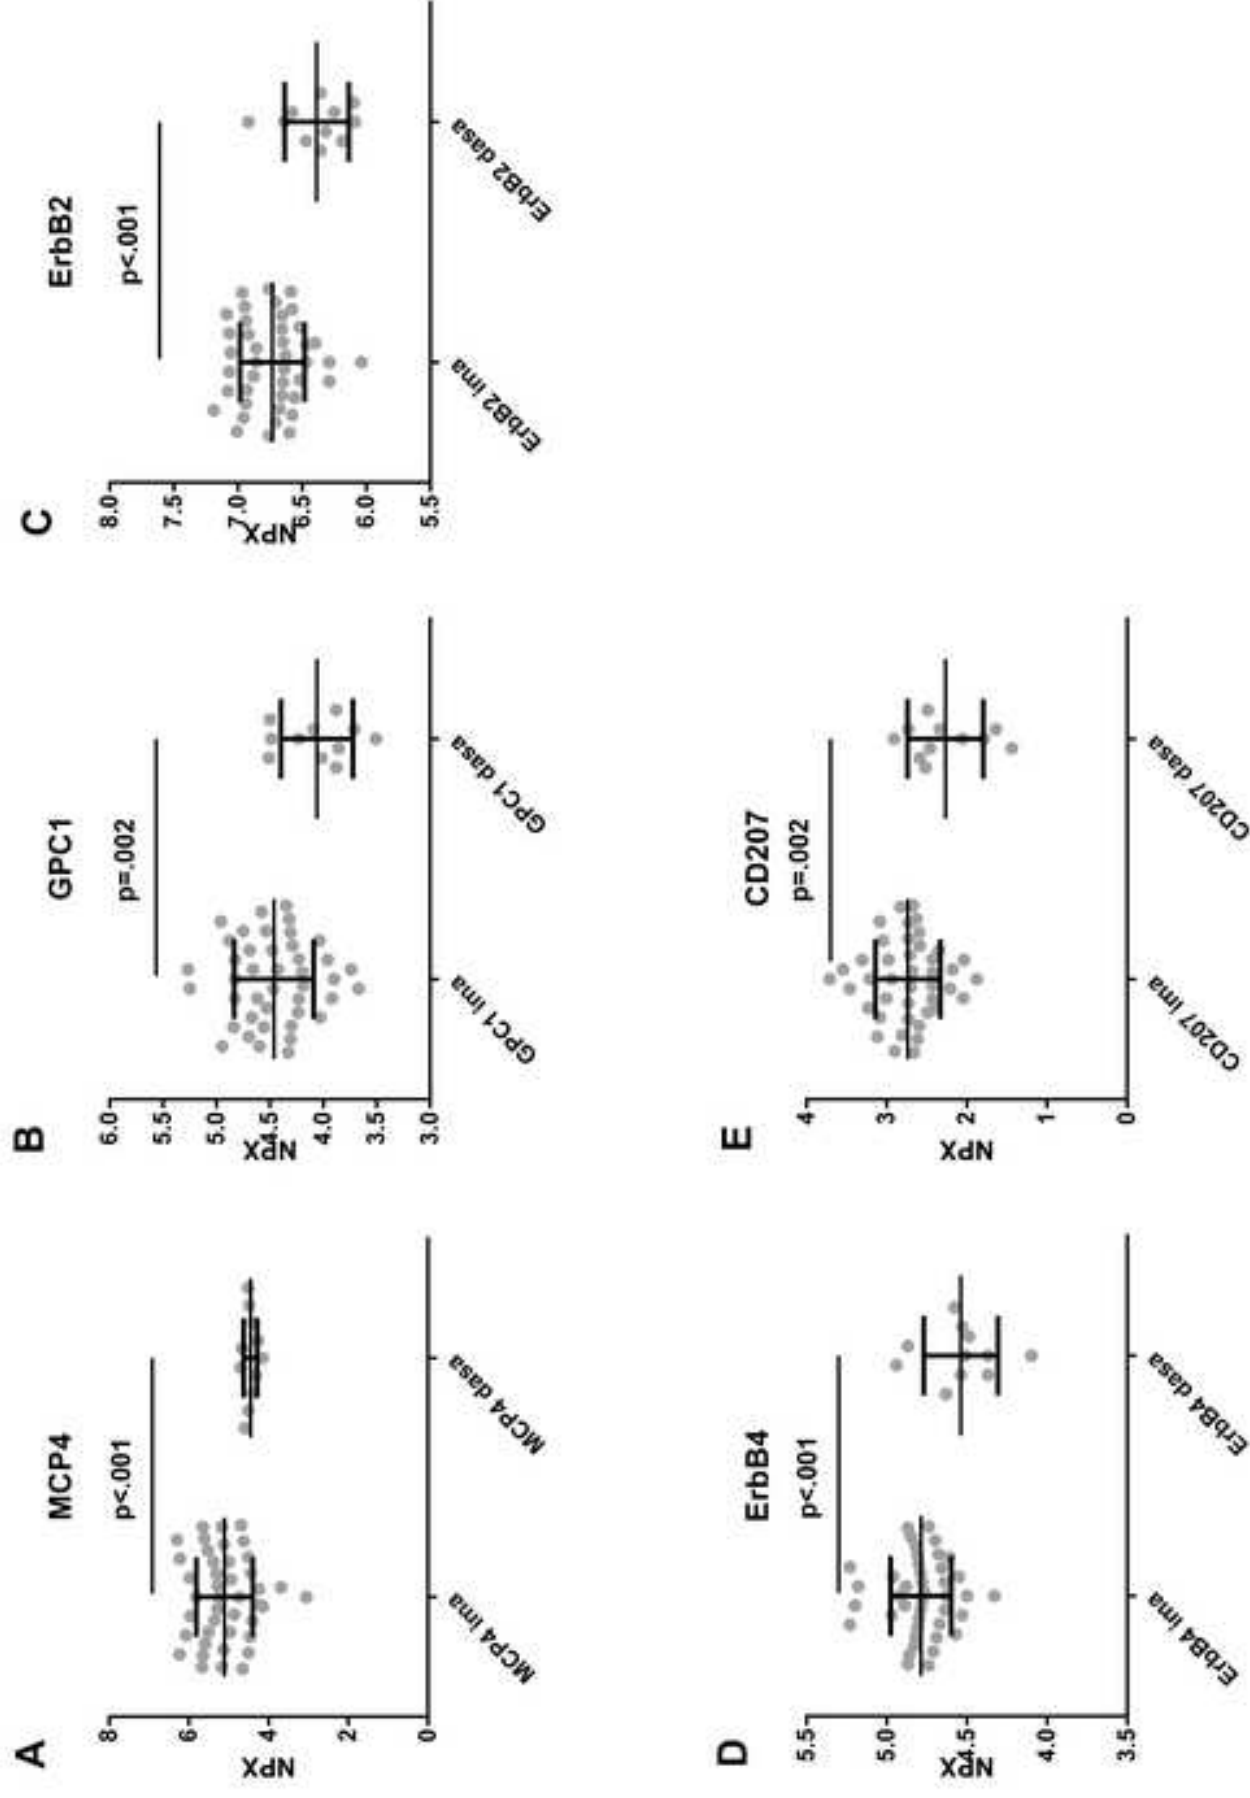 A
MCP4
p<.001
NPX
8
6
4
2
0
MCP4 ima
MCP4 dasa
B
GPC1
p=.002
NPX
6.0
5.5
5.0
4.5
4.0
3.5
3.0
GPC1 ima
GPC1 dasa
C
ErbB2
p<.001
NPX
8.0
7.5
7.0
6.5
6.0
5.5
ErbB2 ima
ErbB2 dasa
D
ErbB4
p<.001
NPX
5.5
5.0
4.5
4.0
3.5
ErbB4 ima
ErbB4 dasa
E
CD207
p=.002
NPX
4
3
2
1
0
CD207 ima
CD207 dasa